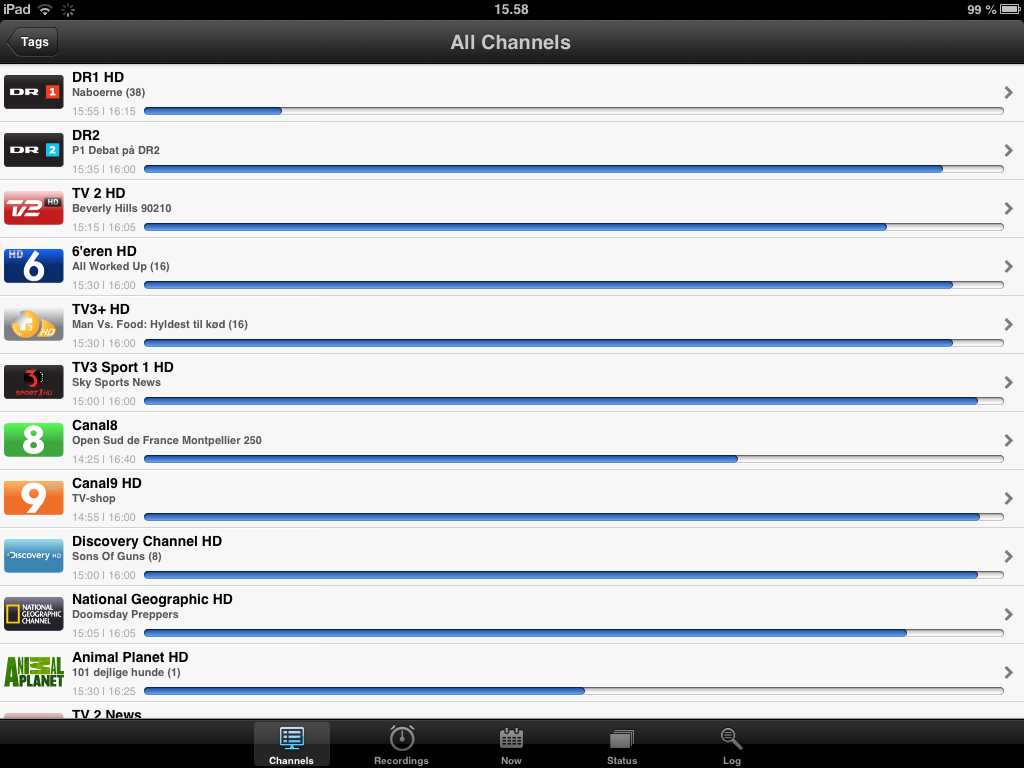 iPad 15.58 99 %
Tags All Channels
DR 1
DR1 HD
Naboerne (38)
15:55 | 16:15
DR 2
DR2
P1 Debat på DR2
15:35 | 16:00
TV2 HD
TV 2 HD
Beverly Hills 90210
15:15 | 16:05
HD 6
6'eren HD
All Worked Up (16)
15:30 | 16:00
3 HD
TV3+ HD
Man Vs. Food: Hyldest til kød (16)
15:30 | 16:00
3 SPORT 1 HD
TV3 Sport 1 HD
Sky Sports News
15:00 | 16:00
8
Canal8
Open Sud de France Montpellier 250
14:25 | 16:40
9
Canal9 HD
TV-shop
14:55 | 16:00
Discovery HD
Discovery Channel HD
Sons Of Guns (8)
15:00 | 16:00
NATIONAL
GEOGRAPHIC
CHANNEL
National Geographic HD
Doomsday Preppers
15:05 | 16:05
ANIMAL
PLANET
Animal Planet HD
101 dejlige hunde (1)
15:30 | 16:25
TV 2 News
Channels Recordings Now Status Log